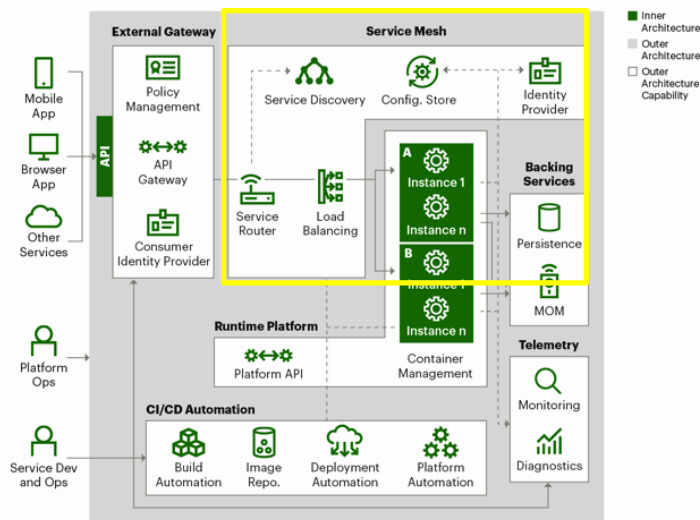 External Gateway
Service Mesh
Inner
Architecture
Outer
Architecture
Outer
Architecture
Capability
Mobile
App
Browser
App
Other
Services
Platform
Ops
Service Dev
and Ops
API
Policy
Management
API
Gateway
Consumer
Identity Provider
Service Discovery
Config. Store
Identity
Provider
Service
Router
Load
Balancing
A
Instance 1
Instance n
B
Instance 1
Instance n
Container
Management
Backing
Services
Persistence
MOM
Runtime Platform
Platform API
Telemetry
Monitoring
Diagnostics
CI/CD Automation
Build
Automation
Image
Repo.
Deployment
Automation
Platform
Automation